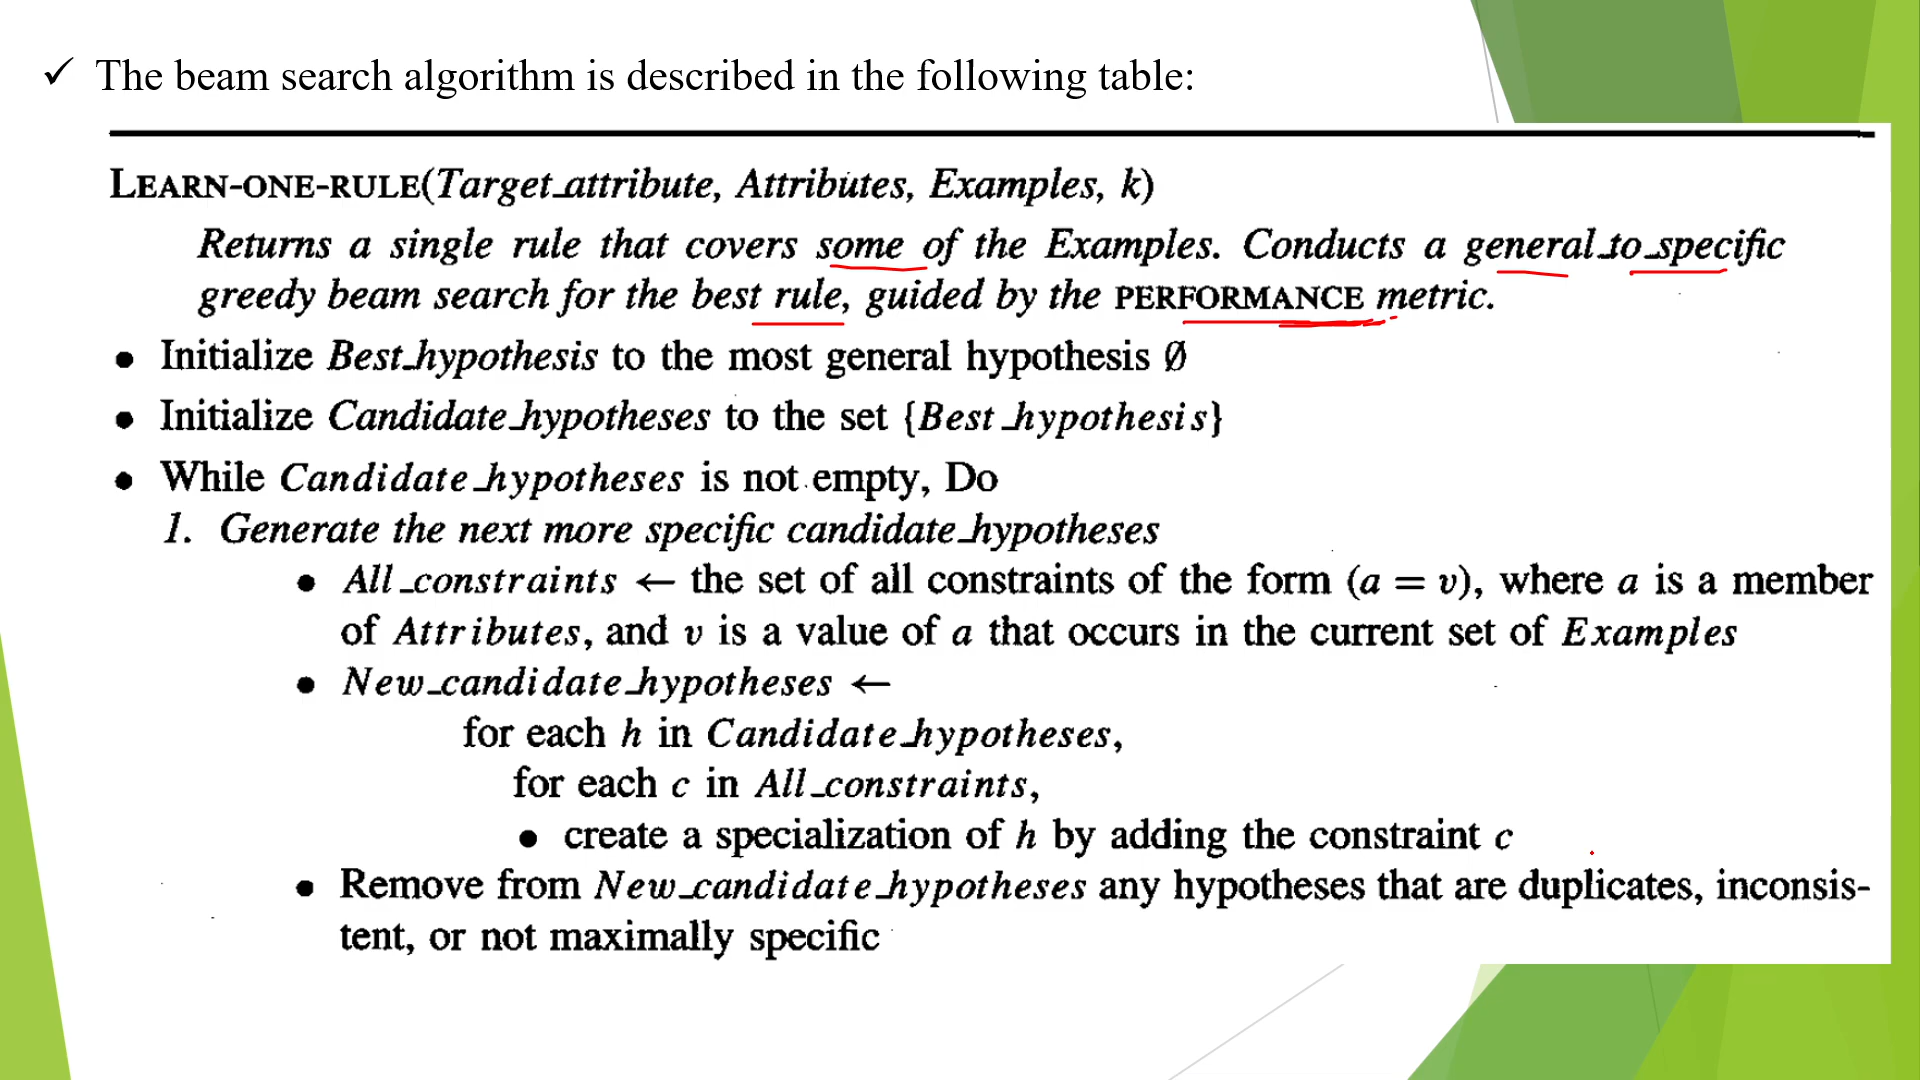 ✓ The beam search algorithm is described in the following table:
LEARN-ONE-RULE(Target_attribute, Attributes, Examples, k)
Returns a single rule that covers some of the Examples. Conducts a general_to_specific
greedy beam search for the best rule, guided by the PERFORMANCE metric.
• Initialize Best_hypothesis to the most general hypothesis ∅
• Initialize Candidate_hypotheses to the set {Best_hypothesis}
• While Candidate_hypotheses is not empty, Do
1. Generate the next more specific candidate_hypotheses
• All_constraints ← the set of all constraints of the form (a = v), where a is a member
of Attributes, and v is a value of a that occurs in the current set of Examples
• New_candidate_hypotheses ←
for each h in Candidate_hypotheses,
for each c in All_constraints,
• create a specialization of h by adding the constraint c
• Remove from New_candidate_hypotheses any hypotheses that are duplicates, inconsis-
tent, or not maximally specific